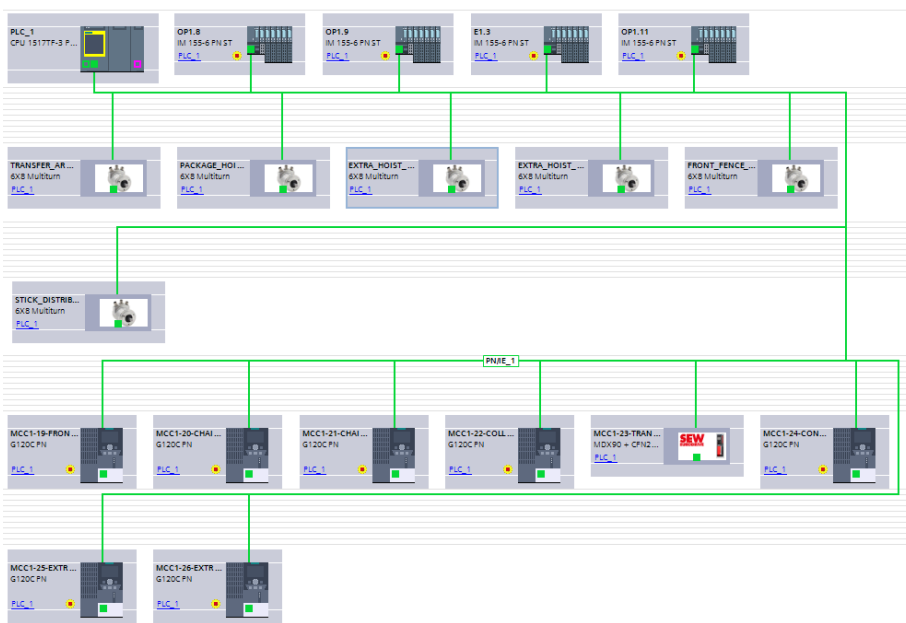 PLC_1
CPU 1517TF-3 P...
OP1.8
IM 155-6 PN ST
PLC_1
OP1.9
IM 155-6 PN ST
PLC_1
E1.3
IM 155-6 PN ST
PLC_1
OP1.11
IM 155-6 PN ST
PLC_1
TRANSFER_AR...
6X8 Multiturn
PLC_1
PACKAGE_HOI...
6X8 Multiturn
PLC_1
EXTRA_HOIST_...
6X8 Multiturn
PLC_1
EXTRA_HOIST_...
6X8 Multiturn
PLC_1
FRONT_FENCE_...
6X8 Multiturn
PLC_1
STICK_DISTRIB...
6X8 Multiturn
PLC_1
PN/IE_1
MCC1-19-FRON...
G120C PN
PLC_1
MCC1-20-CHAI...
G120C PN
PLC_1
MCC1-21-CHAI...
G120C PN
PLC_1
MCC1-22-COLL...
G120C PN
PLC_1
MCC1-23-TRAN...
MDX90 + CFN2...
PLC_1
SEW
MCC1-24-CON...
G120C PN
PLC_1
MCC1-25-EXTR...
G120C PN
PLC_1
MCC1-26-EXTR...
G120C PN
PLC_1